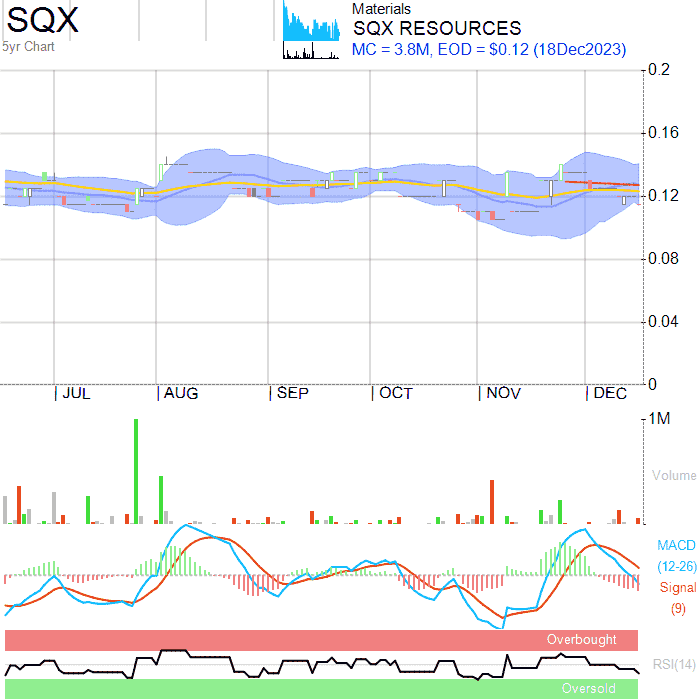 SQX
5yr Chart
Materials
SQX RESOURCES
MC = 3.8M, EOD = $0.12 (18Dec2023)
0.2
0.16
0.12
0.08
0.04
0
JUL AUG SEP OCT NOV DEC
1M
Volume
MACD
(12-26)
Signal
(9)
Overbought
RSI(14)
Oversold